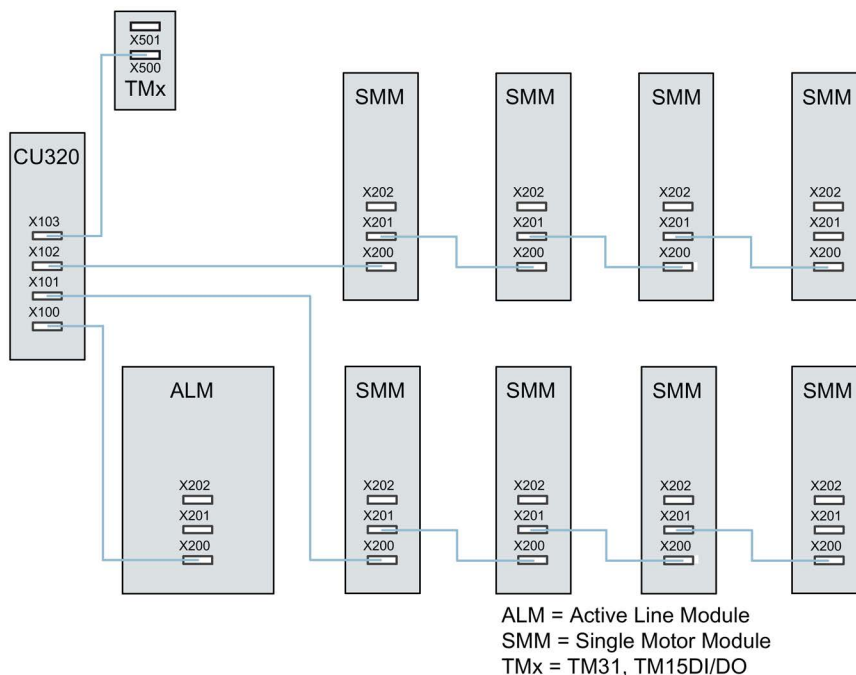 X501
X500
TMx
CU320
X103
X102
X101
X100
SMM
X202
X201
X200
SMM
X202
X201
X200
SMM
X202
X201
X200
SMM
X202
X201
X200
ALM
X202
X201
X200
SMM
X202
X201
X200
SMM
X202
X201
X200
SMM
X202
X201
X200
SMM
X202
X201
X200
ALM = Active Line Module
SMM = Single Motor Module
TMx = TM31, TM15DI/DO